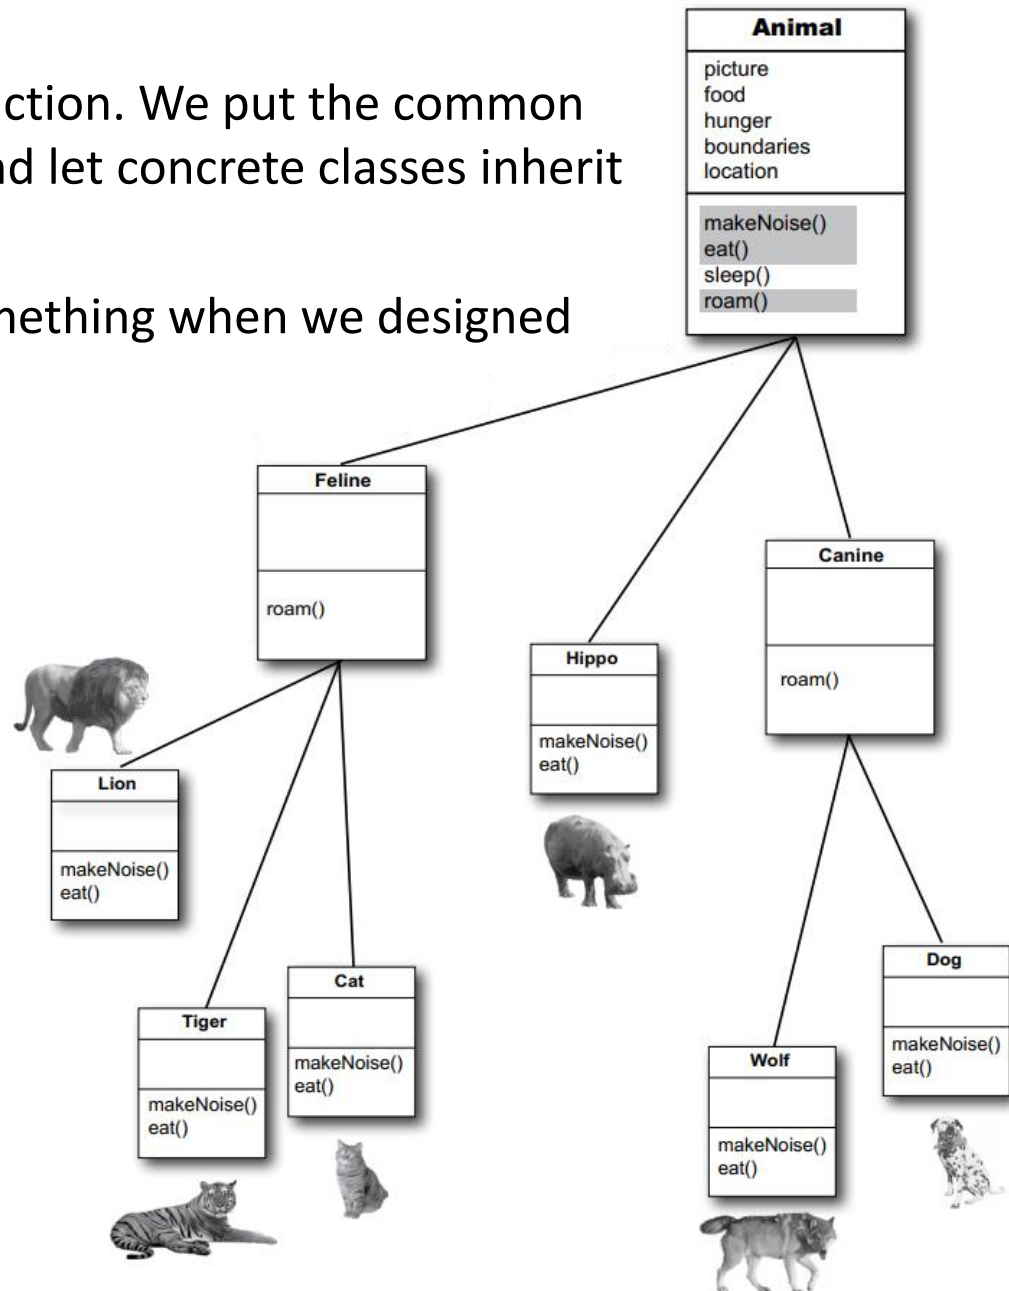 ction. We put the common
nd let concrete classes inherit
mething when we designed
Animal
picture
food
hunger
boundaries
location
makeNoise()
eat()
sleep()
roam()
Feline
roam()
Canine
roam()
Hippo
makeNoise()
eat()
Lion
makeNoise()
eat()
Dog
makeNoise()
eat()
Cat
makeNoise()
eat()
Tiger
makeNoise()
eat()
Wolf
makeNoise()
eat()